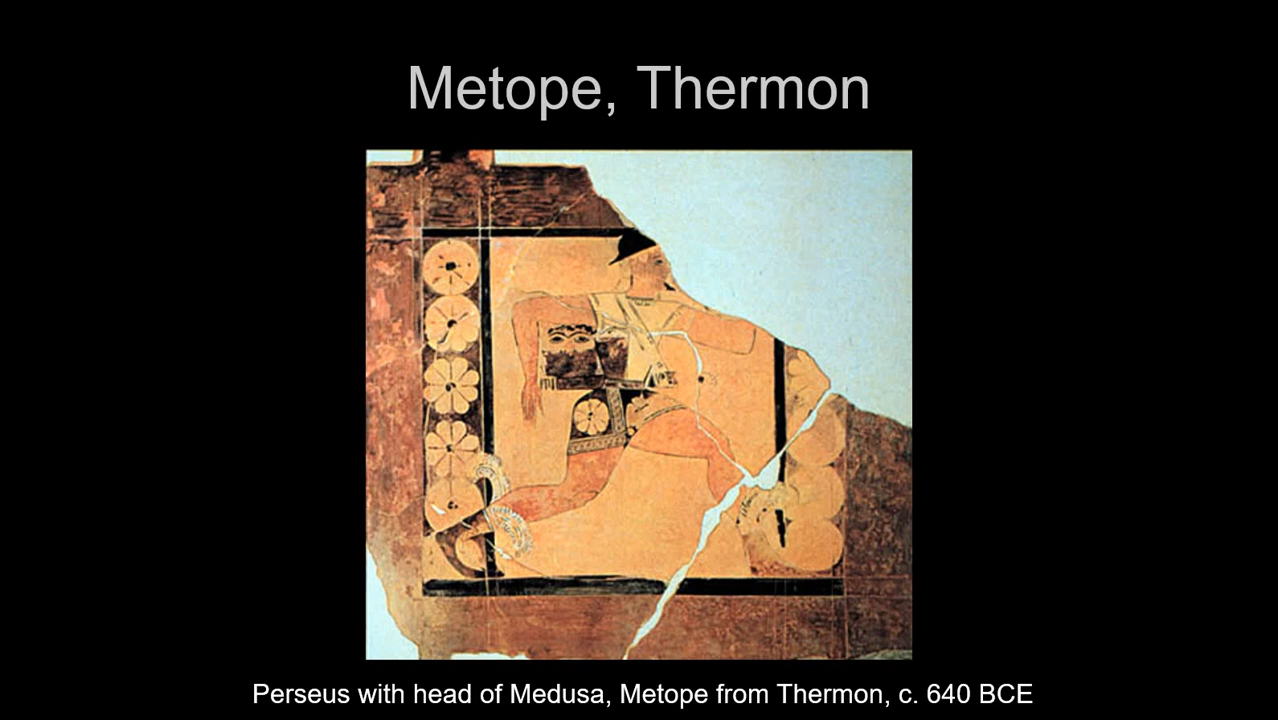 Metope, Thermon
Perseus with head of Medusa, Metope from Thermon, c. 640 BCE